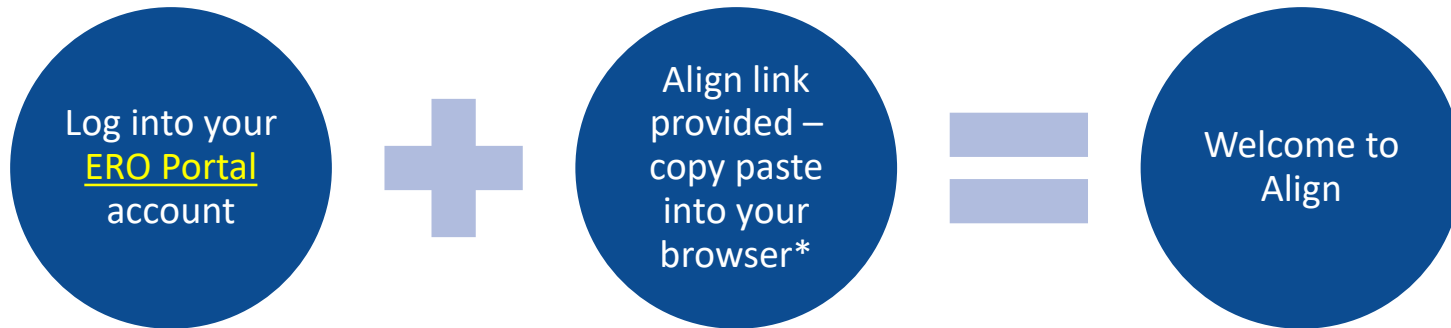 Log into your
ERO Portal
account
Align link
provided –
copy paste
into your
browser*
Welcome to
Align